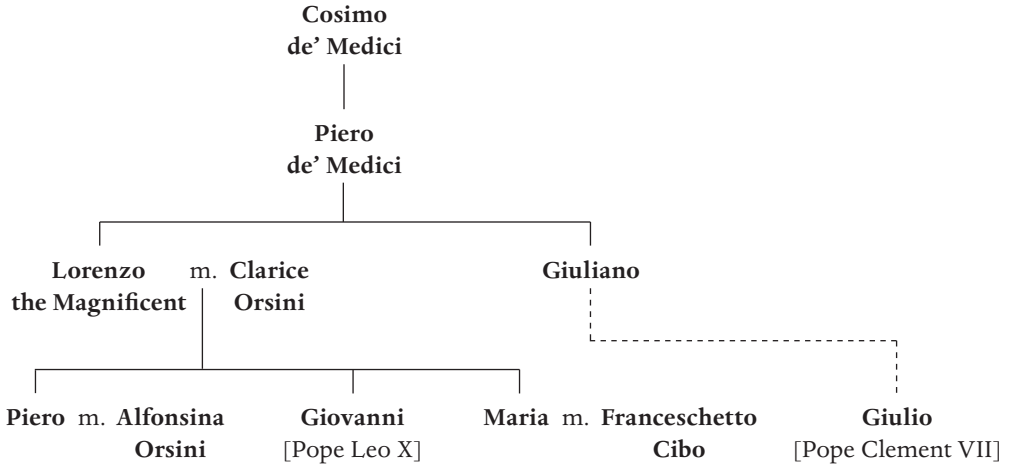 Cosimo
de’ Medici
Piero
de’ Medici
Lorenzo m. Clarice Giuliano
the Magnificent Orsini
Piero m. Alfonsina Giovanni Maria m. Franceschetto Giulio
Orsini [Pope Leo X] Cibo [Pope Clement VII]